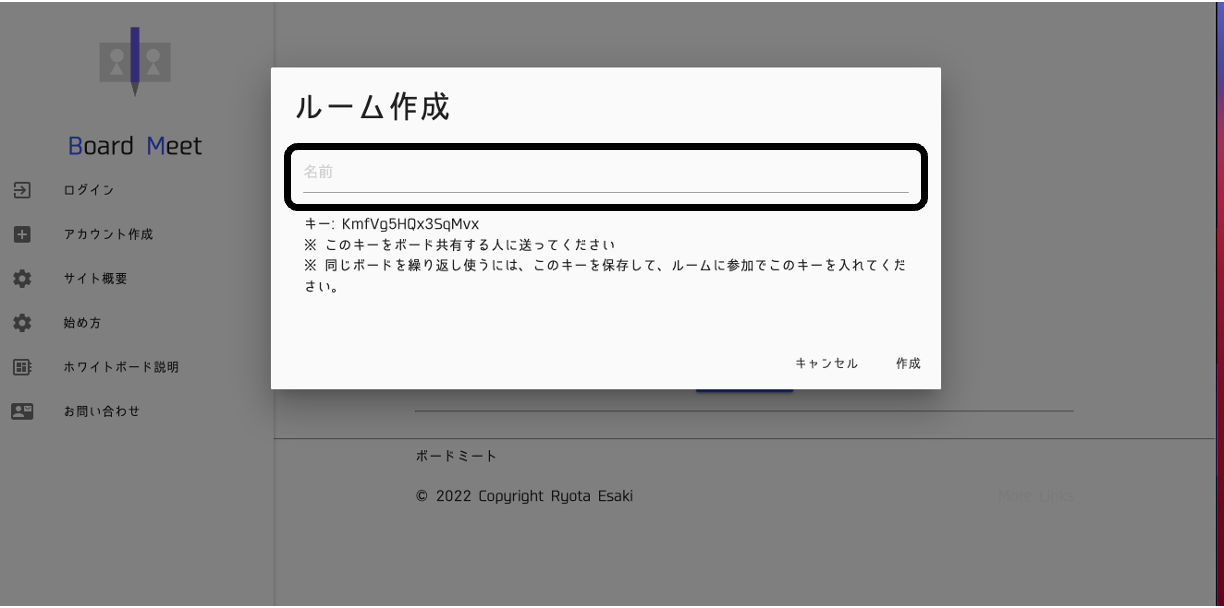 Board Meet
ログイン
アカウント作成
サイト概要
始め方
ホワイトボード説明
お問い合わせ
ルーム作成
名前
キー: KmfVg5HQx3SqMvx
※ このキーをボード共有する人に送ってください
※ 同じボードを繰り返し使うには、このキーを保存して、ルームに参加でこのキーを入れてくだ
さい。
キャンセル 作成
ボードミート
© 2022 Copyright Ryota Esaki
More Links